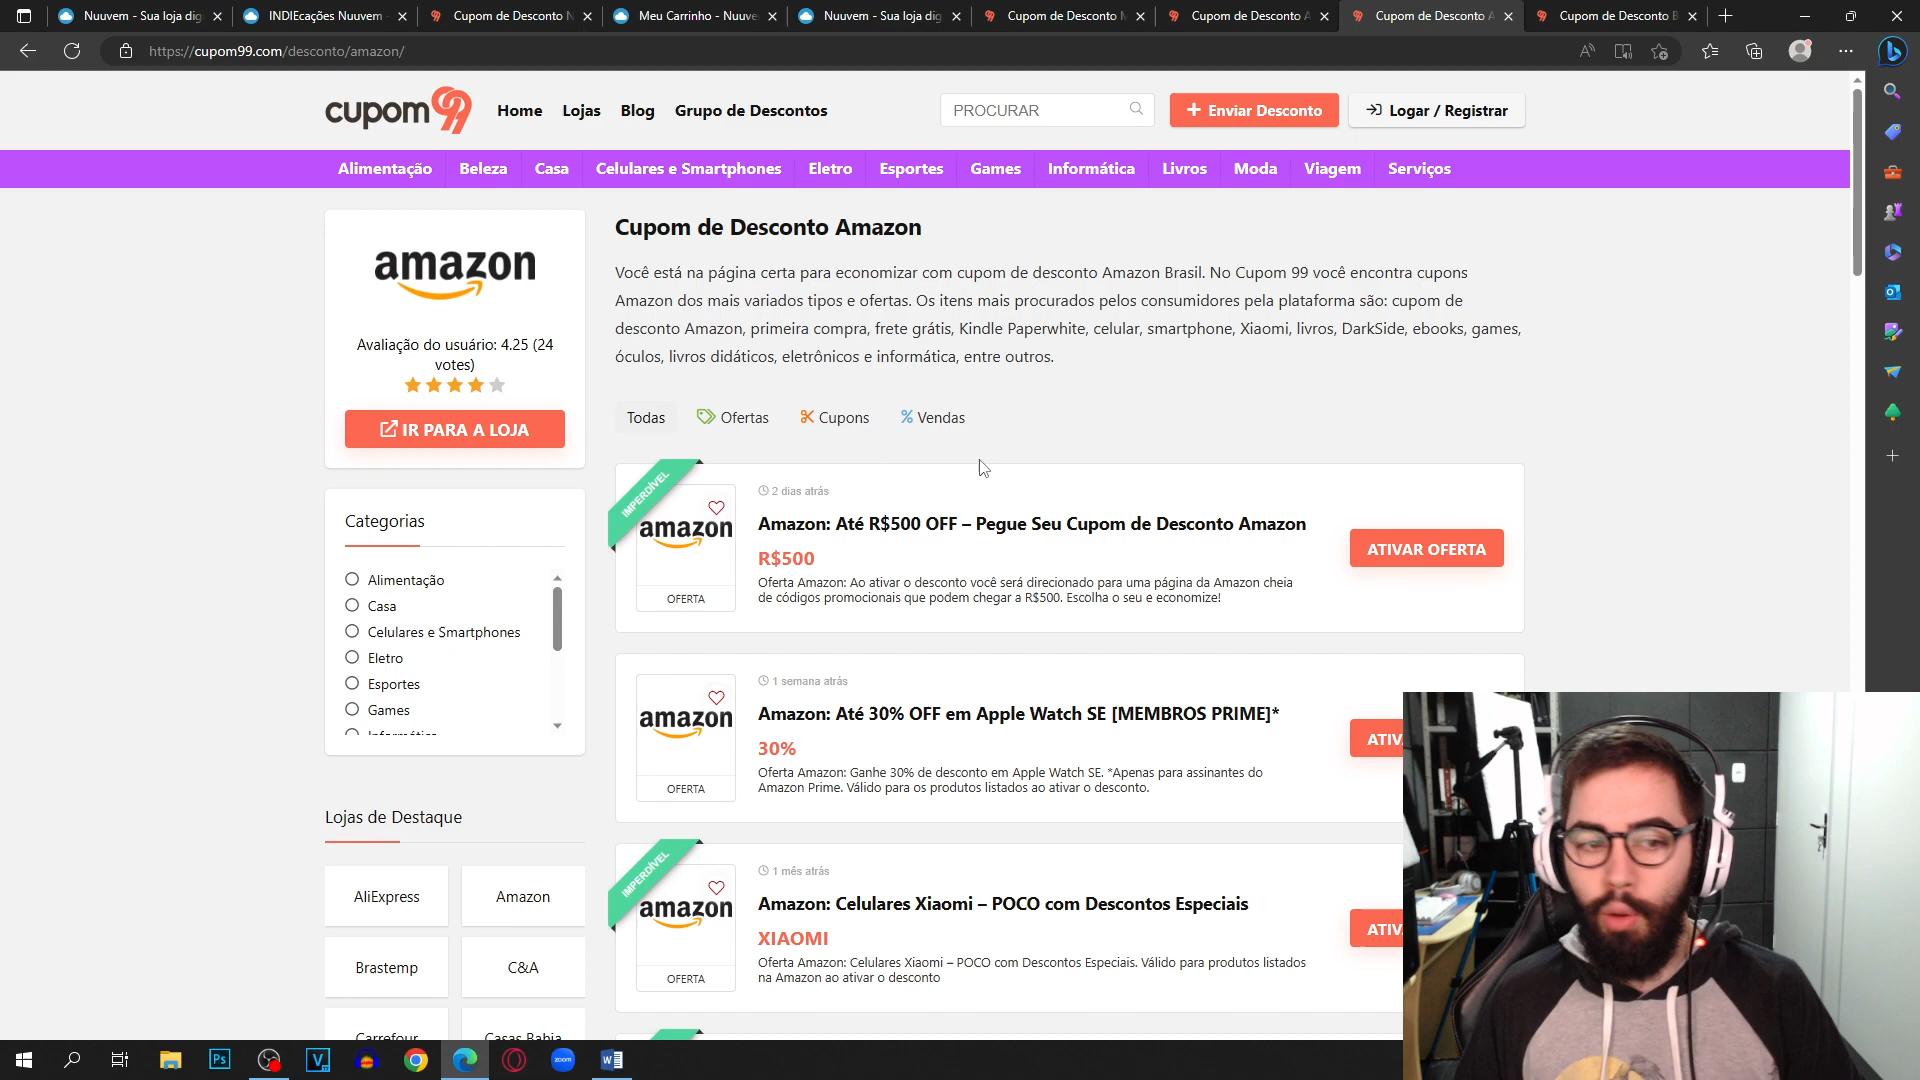 Nuuvem - Sua loja dig
INDIEcações Nuuvem -
Cupom de Desconto N
Meu Carrinho - Nuuve
Nuuvem - Sua loja dig
Cupom de Desconto
Cupom de Desconto A
Cupom de Desconto A
Cupom de Desconto B
https://cupom99.com/desconto/amazon/
cupom99
Home
Lojas
Blog
Grupo de Descontos
PROCURAR
Enviar Desconto
Logar / Registrar
Alimentação
Beleza
Casa
Celulares e Smartphones
Eletro
Esportes
Games
Informática
Livros
Moda
Viagem
Serviços
amazon
Avaliação do usuário: 4.25 (24
votes)
IR PARA A LOJA
Categorias
Alimentação
Casa
Celulares e Smartphones
Eletro
Esportes
Games
Informática
Lojas de Destaque
AliExpress
Amazon
Brastemp
C&A
Carrefour
Casas Bahia
Cupom de Desconto Amazon
Você está na página certa para economizar com cupom de desconto Amazon Brasil. No Cupom 99 você encontra cupons
Amazon dos mais variados tipos e ofertas. Os itens mais procurados pelos consumidores pela plataforma são: cupom de
desconto Amazon, primeira compra, frete grátis, Kindle Paperwhite, celular, smartphone, Xiaomi, livros, DarkSide, ebooks, games,
óculos, livros didáticos, eletrônicos e informática, entre outros.
Todas
Ofertas
Cupons
% Vendas
IMPERDÍVEL
amazon
OFERTA
2 dias atrás
Amazon: Até R$500 OFF – Pegue Seu Cupom de Desconto Amazon
R$500
Oferta Amazon: Ao ativar o desconto você será direcionado para uma página da Amazon cheia
de códigos promocionais que podem chegar a R$500. Escolha o seu e economize!
ATIVAR OFERTA
amazon
OFERTA
1 semana atrás
Amazon: Até 30% OFF em Apple Watch SE [MEMBROS PRIME]*
30%
Oferta Amazon: Ganhe 30% de desconto em Apple Watch SE. *Apenas para assinantes do
Amazon Prime. Válido para os produtos listados ao ativar o desconto.
ATIV
IMPERDÍVEL
amazon
OFERTA
1 mês atrás
Amazon: Celulares Xiaomi – POCO com Descontos Especiais
XIAOMI
Oferta Amazon: Celulares Xiaomi – POCO com Descontos Especiais. Válido para produtos listados
na Amazon ao ativar o desconto
ATIV
Ps
V
zoom
W